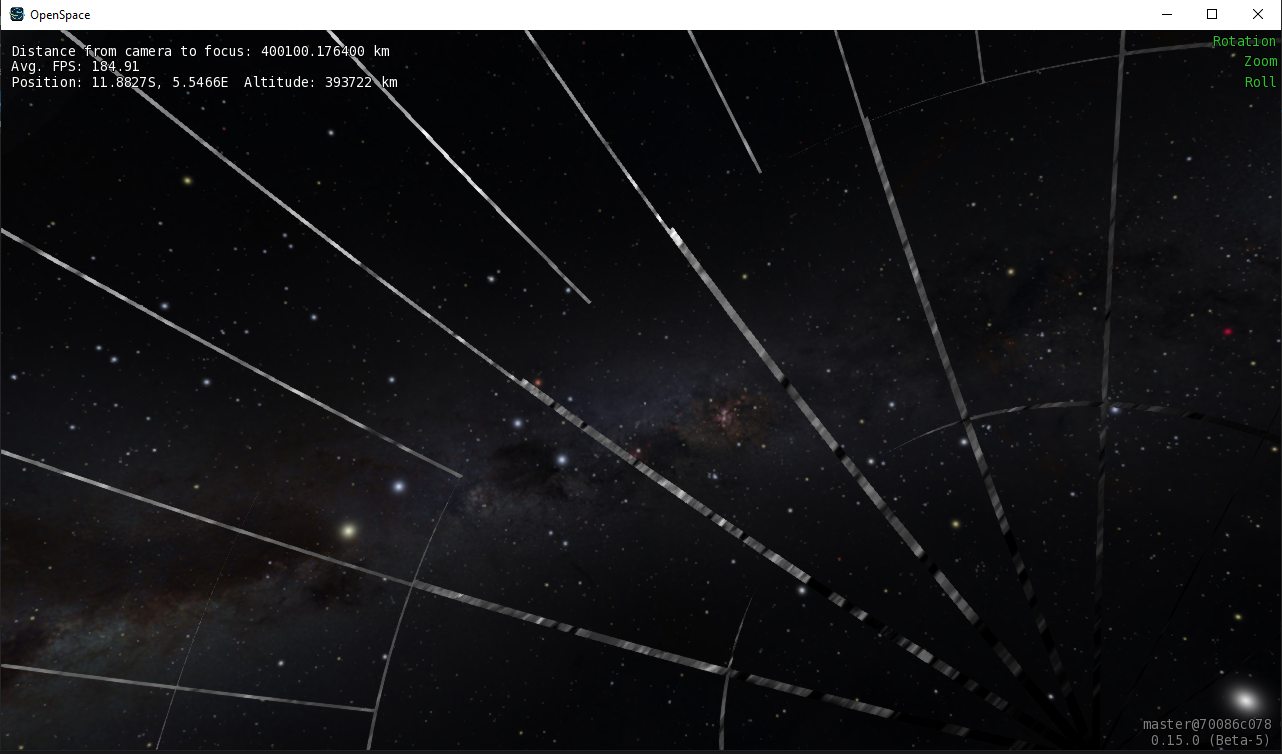 OpenSpace
Distance from camera to focus: 400100.176400 km
Avg. FPS: 184.91
Position: 11.8827S, 5.5466E  Altitude: 393722 km
Rotation
Zoom
Roll
master@70086c078
0.15.0 (Beta-5)